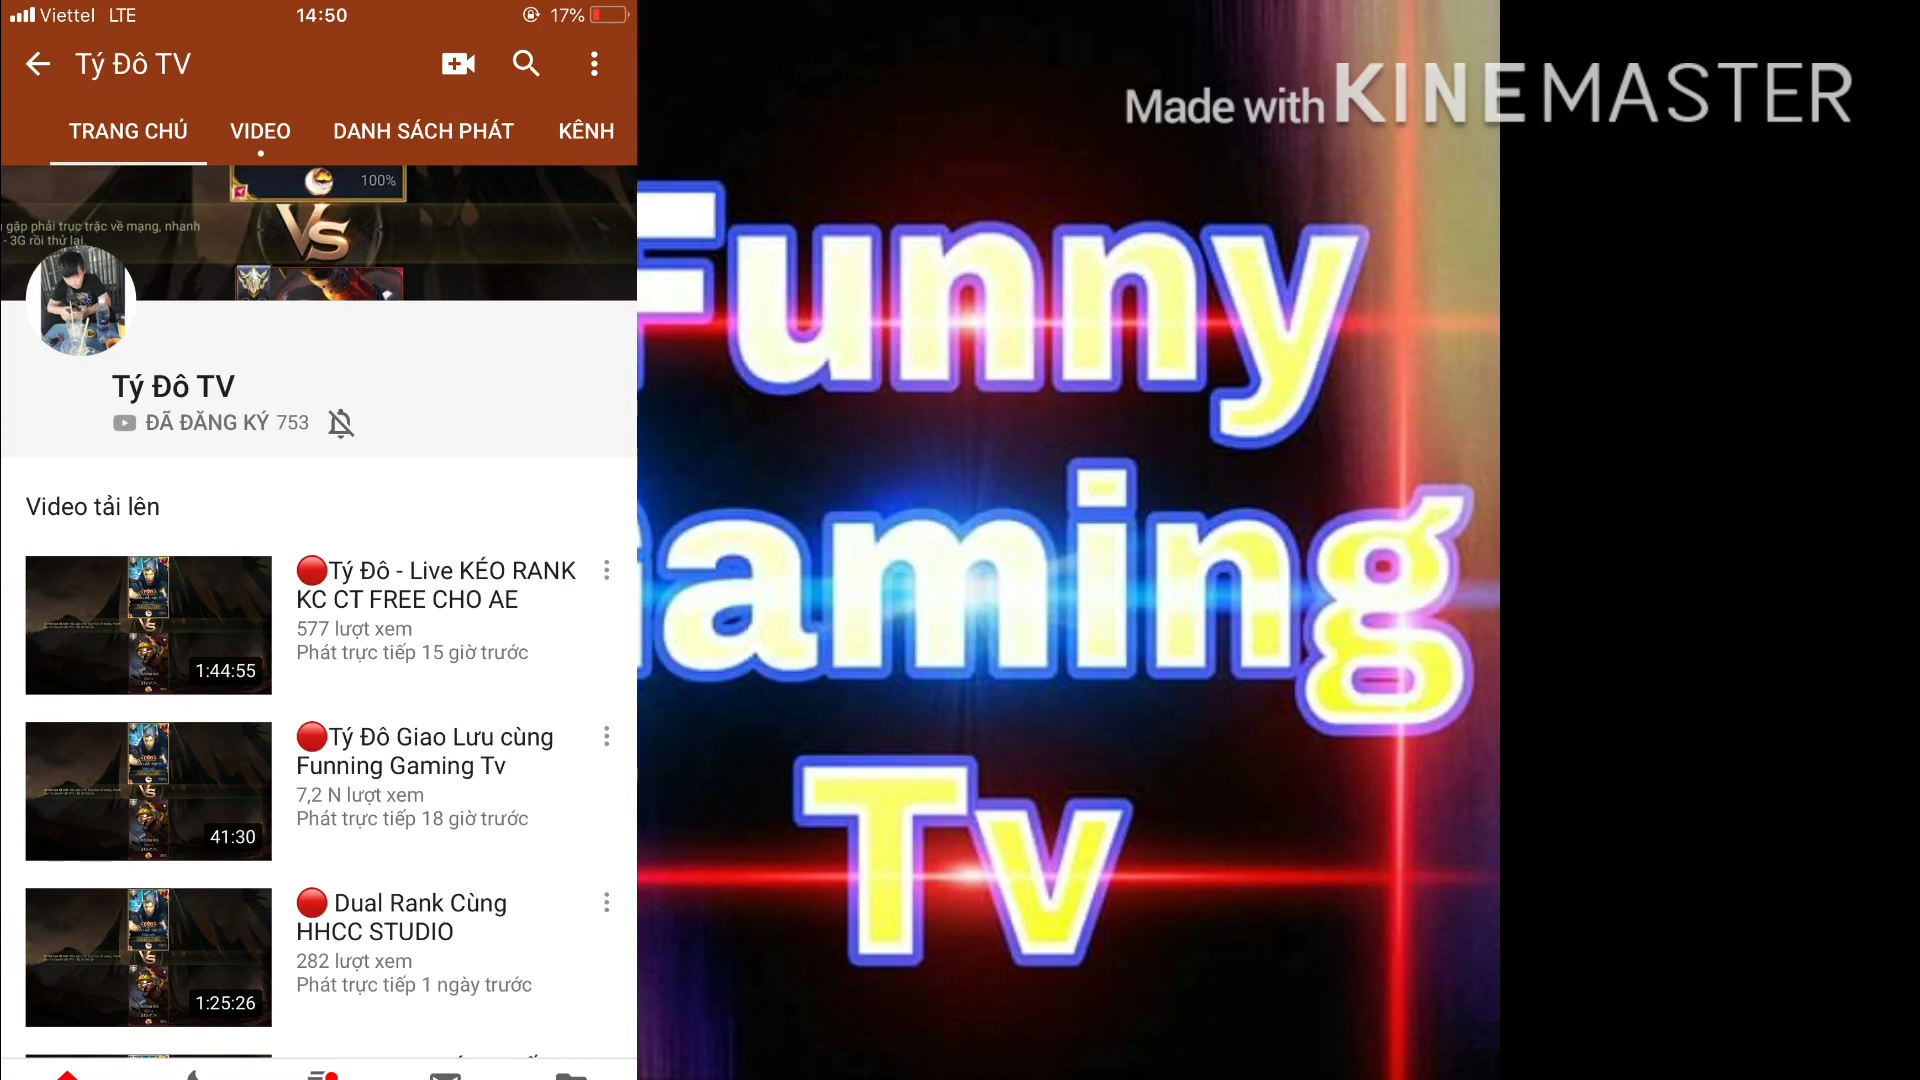 Viettel LTE 14:50 17%
Tý Đô TV
TRANG CHỦ VIDEO DANH SÁCH PHÁT KÊNH
100%
gặp phải trục trặc về mạng, nhanh
- 3G rồi thử lại
VS
Tý Đô TV
ĐÃ ĐĂNG KÝ 753
Video tải lên
🔴Tý Đô - Live KÉO RANK
KC CT FREE CHO AE
577 lượt xem
Phát trực tiếp 15 giờ trước
1:44:55
🔴Tý Đô Giao Lưu cùng
Funning Gaming Tv
7,2 N lượt xem
Phát trực tiếp 18 giờ trước
41:30
🔴 Dual Rank Cùng
HHCC STUDIO
282 lượt xem
Phát trực tiếp 1 ngày trước
1:25:26
Made with KINEMASTER
Funny
Gaming
Tv